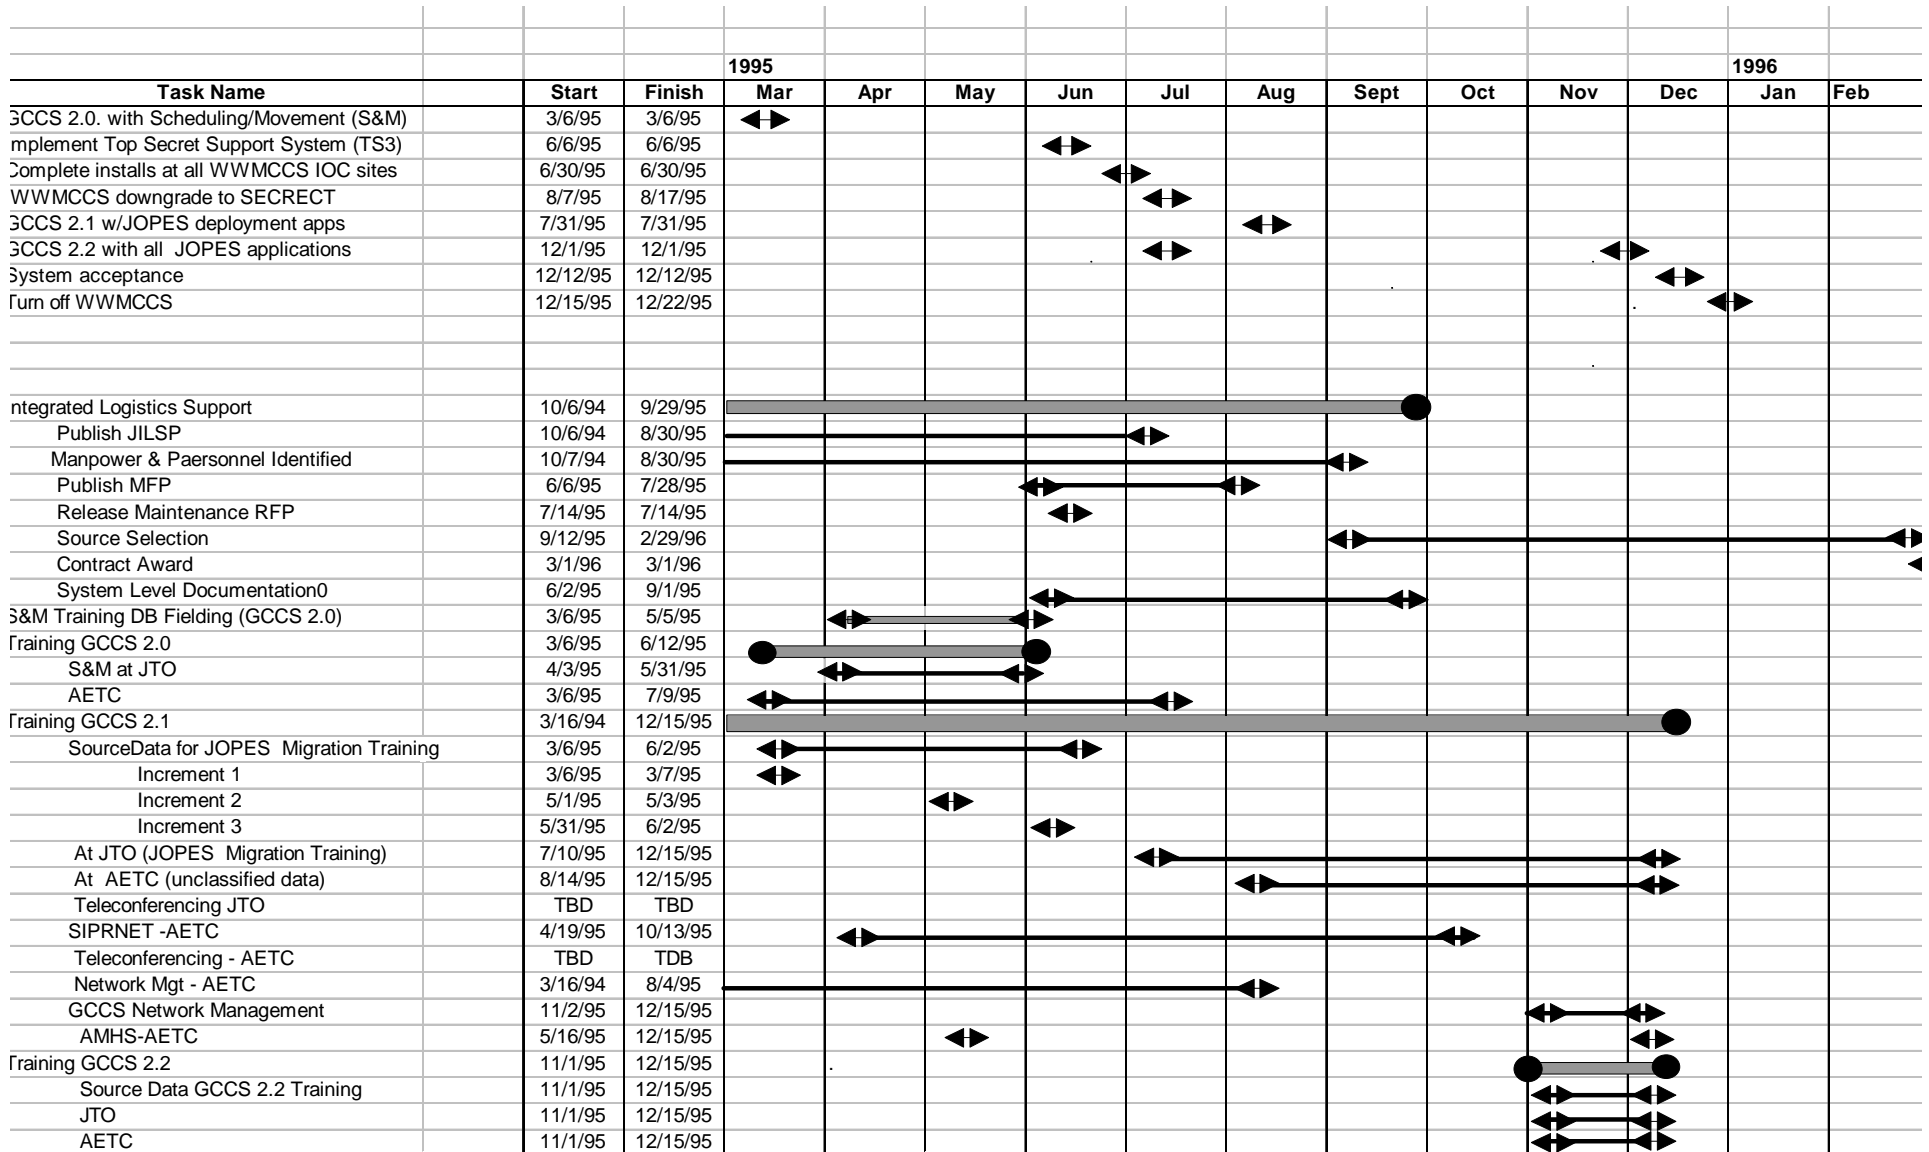 1995 1996
Task Name Start Finish Mar Apr May Jun Jul Aug Sept Oct Nov Dec Jan Feb
GCCS 2.0. with Scheduling/Movement (S&M) 3/6/95 3/6/95
mplement Top Secret Support System (TS3) 6/6/95 6/6/95
Complete installs at all WWMCCS IOC sites 6/30/95 6/30/95
WWMCCS downgrade to SECRECT 8/7/95 8/17/95
GCCS 2.1 w/JOPES deployment apps 7/31/95 7/31/95
GCCS 2.2 with all JOPES applications 12/1/95 12/1/95
System acceptance 12/12/95 12/12/95
Turn off WWMCCS 12/15/95 12/22/95
ntegrated Logistics Support 10/6/94 9/29/95
Publish JILSP 10/6/94 8/30/95
Manpower & Paersonnel Identified 10/7/94 8/30/95
Publish MFP 6/6/95 7/28/95
Release Maintenance RFP 7/14/95 7/14/95
Source Selection 9/12/95 2/29/96
Contract Award 3/1/96 3/1/96
System Level Documentation0 6/2/95 9/1/95
S&M Training DB Fielding (GCCS 2.0) 3/6/95 5/5/95
Training GCCS 2.0 3/6/95 6/12/95
S&M at JTO 4/3/95 5/31/95
AETC 3/6/95 7/9/95
Training GCCS 2.1 3/16/94 12/15/95
SourceData for JOPES Migration Training 3/6/95 6/2/95
Increment 1 3/6/95 3/7/95
Increment 2 5/1/95 5/3/95
Increment 3 5/31/95 6/2/95
At JTO (JOPES Migration Training) 7/10/95 12/15/95
At AETC (unclassified data) 8/14/95 12/15/95
Teleconferencing JTO TBD TBD
SIPRNET -AETC 4/19/95 10/13/95
Teleconferencing - AETC TBD TDB
Network Mgt - AETC 3/16/94 8/4/95
GCCS Network Management 11/2/95 12/15/95
AMHS-AETC 5/16/95 12/15/95
Training GCCS 2.2 11/1/95 12/15/95
Source Data GCCS 2.2 Training 11/1/95 12/15/95
JTO 11/1/95 12/15/95
AETC 11/1/95 12/15/95